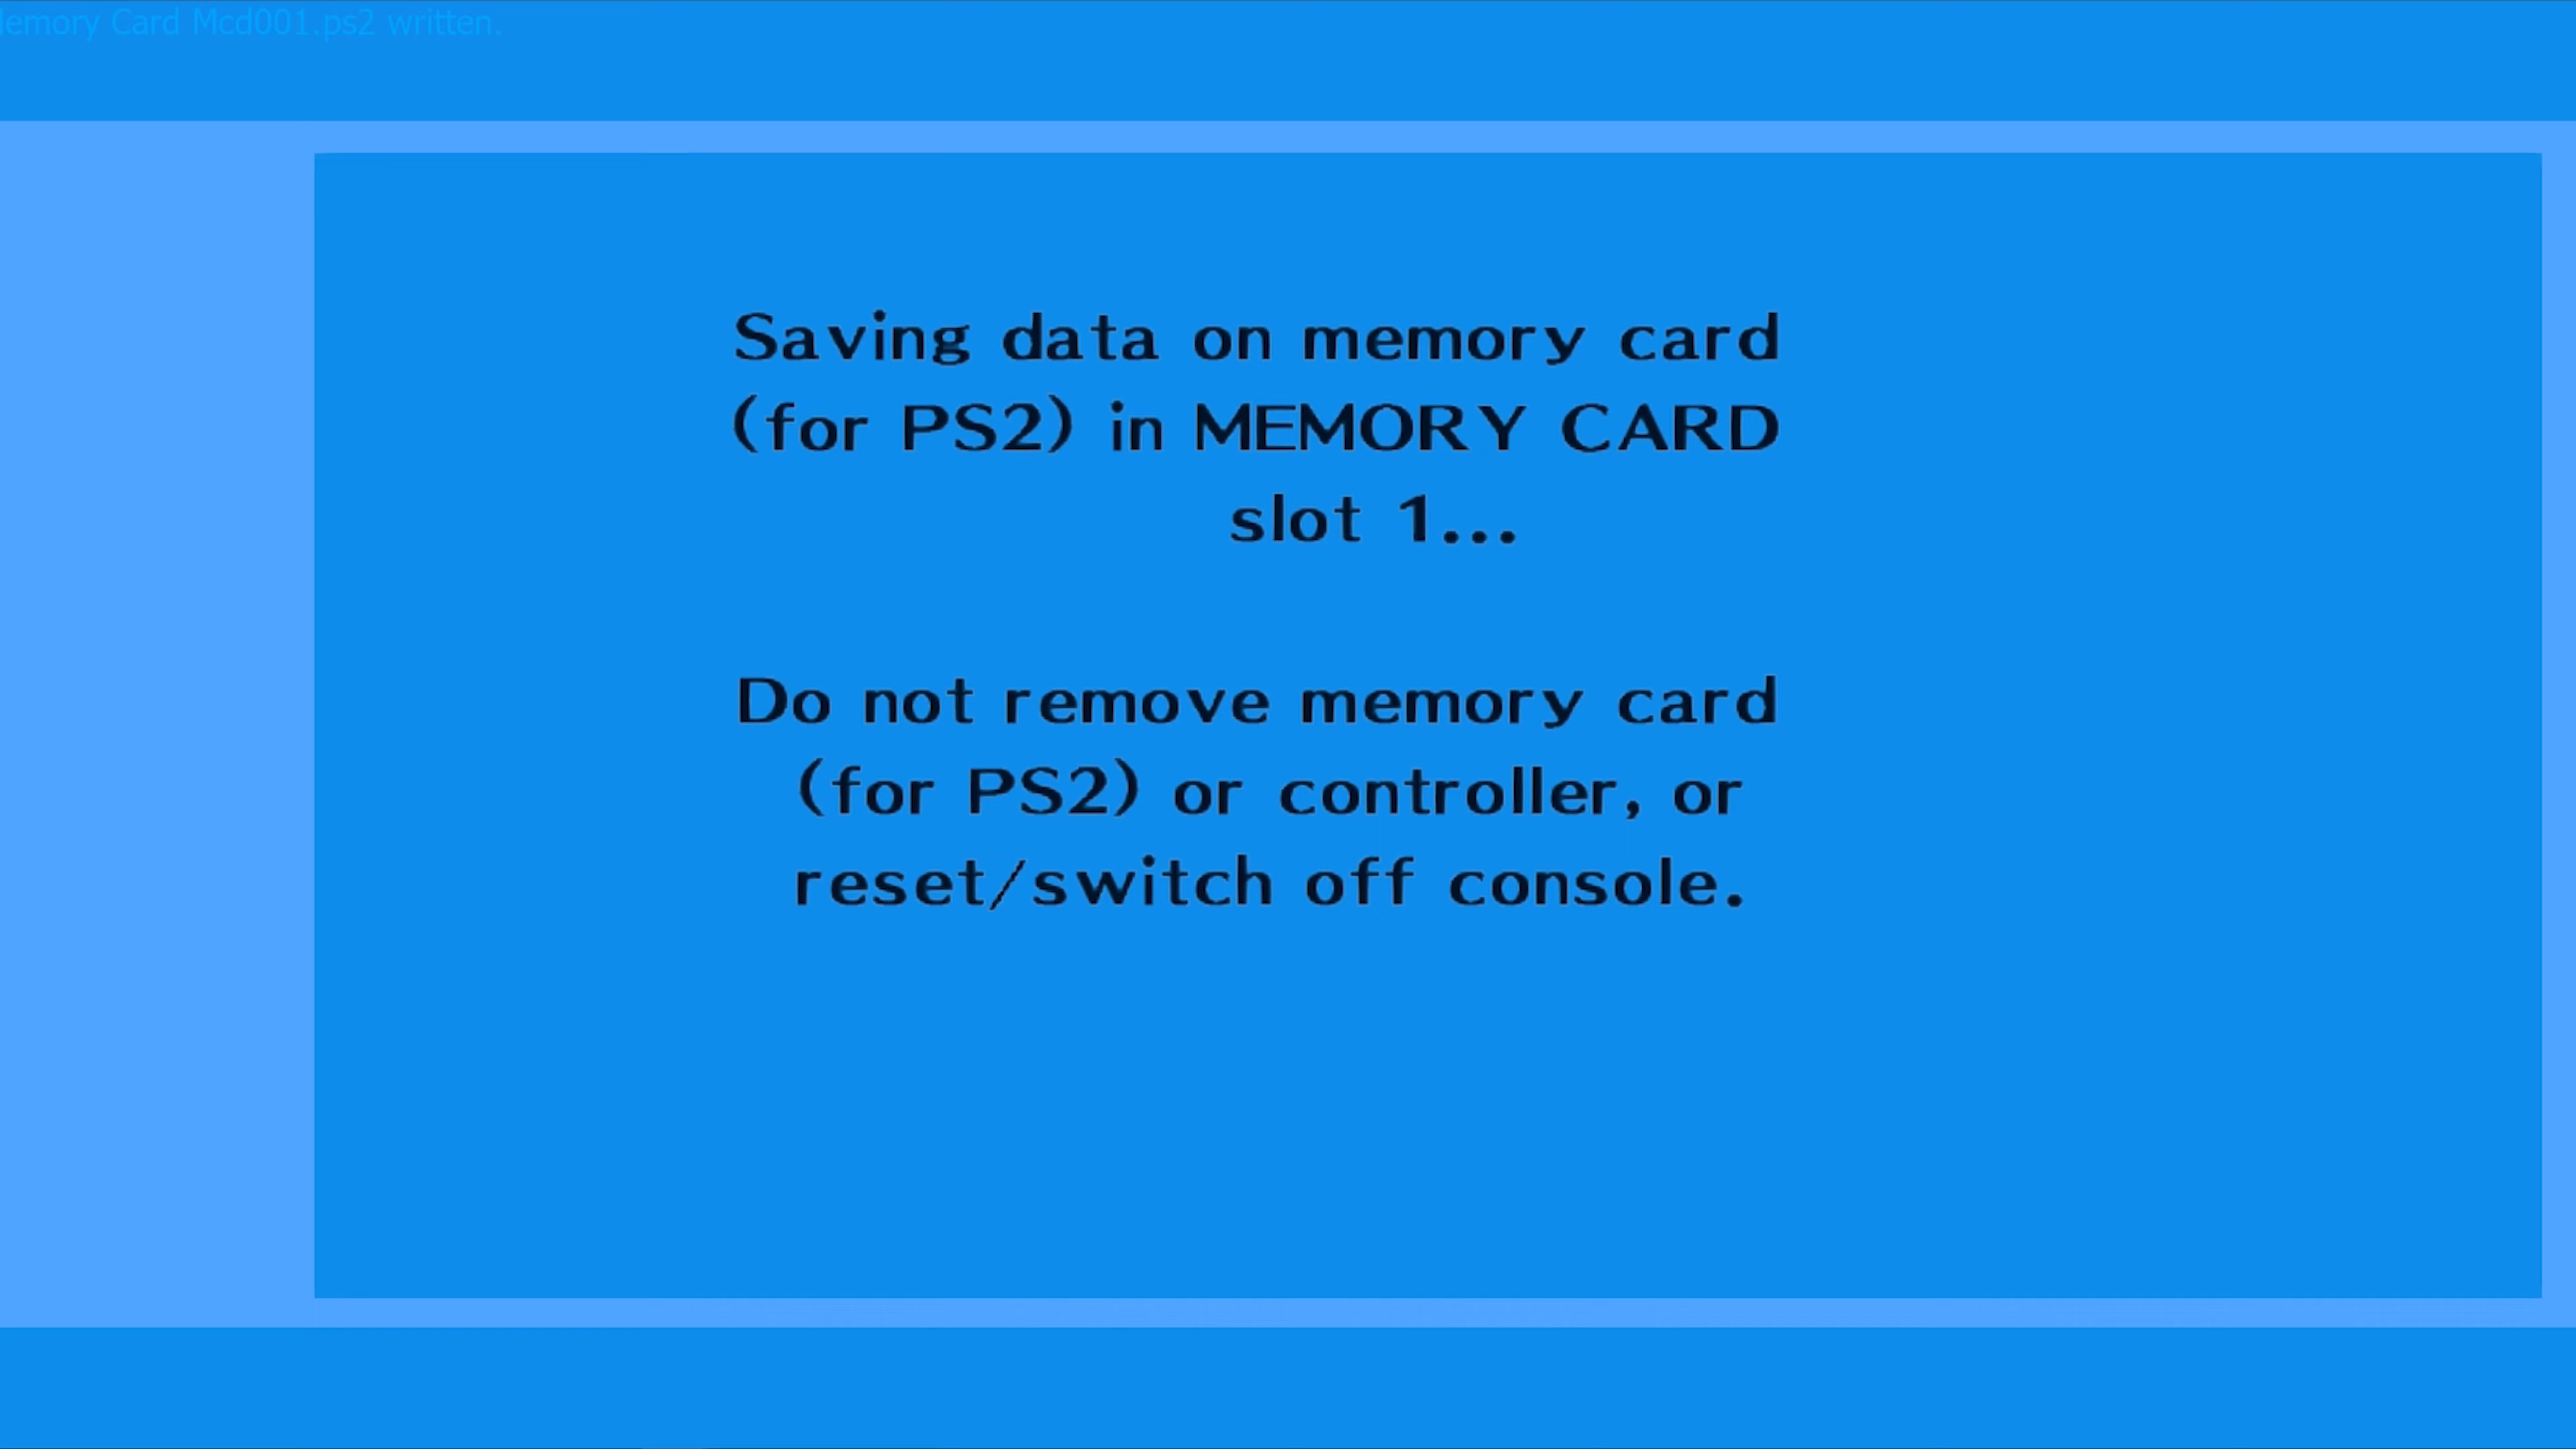 emory Card Mcd001.ps2 written.
Saving data on memory card
(for PS2) in MEMORY CARD
slot 1...
Do not remove memory card
(for PS2) or controller, or
reset/switch off console.